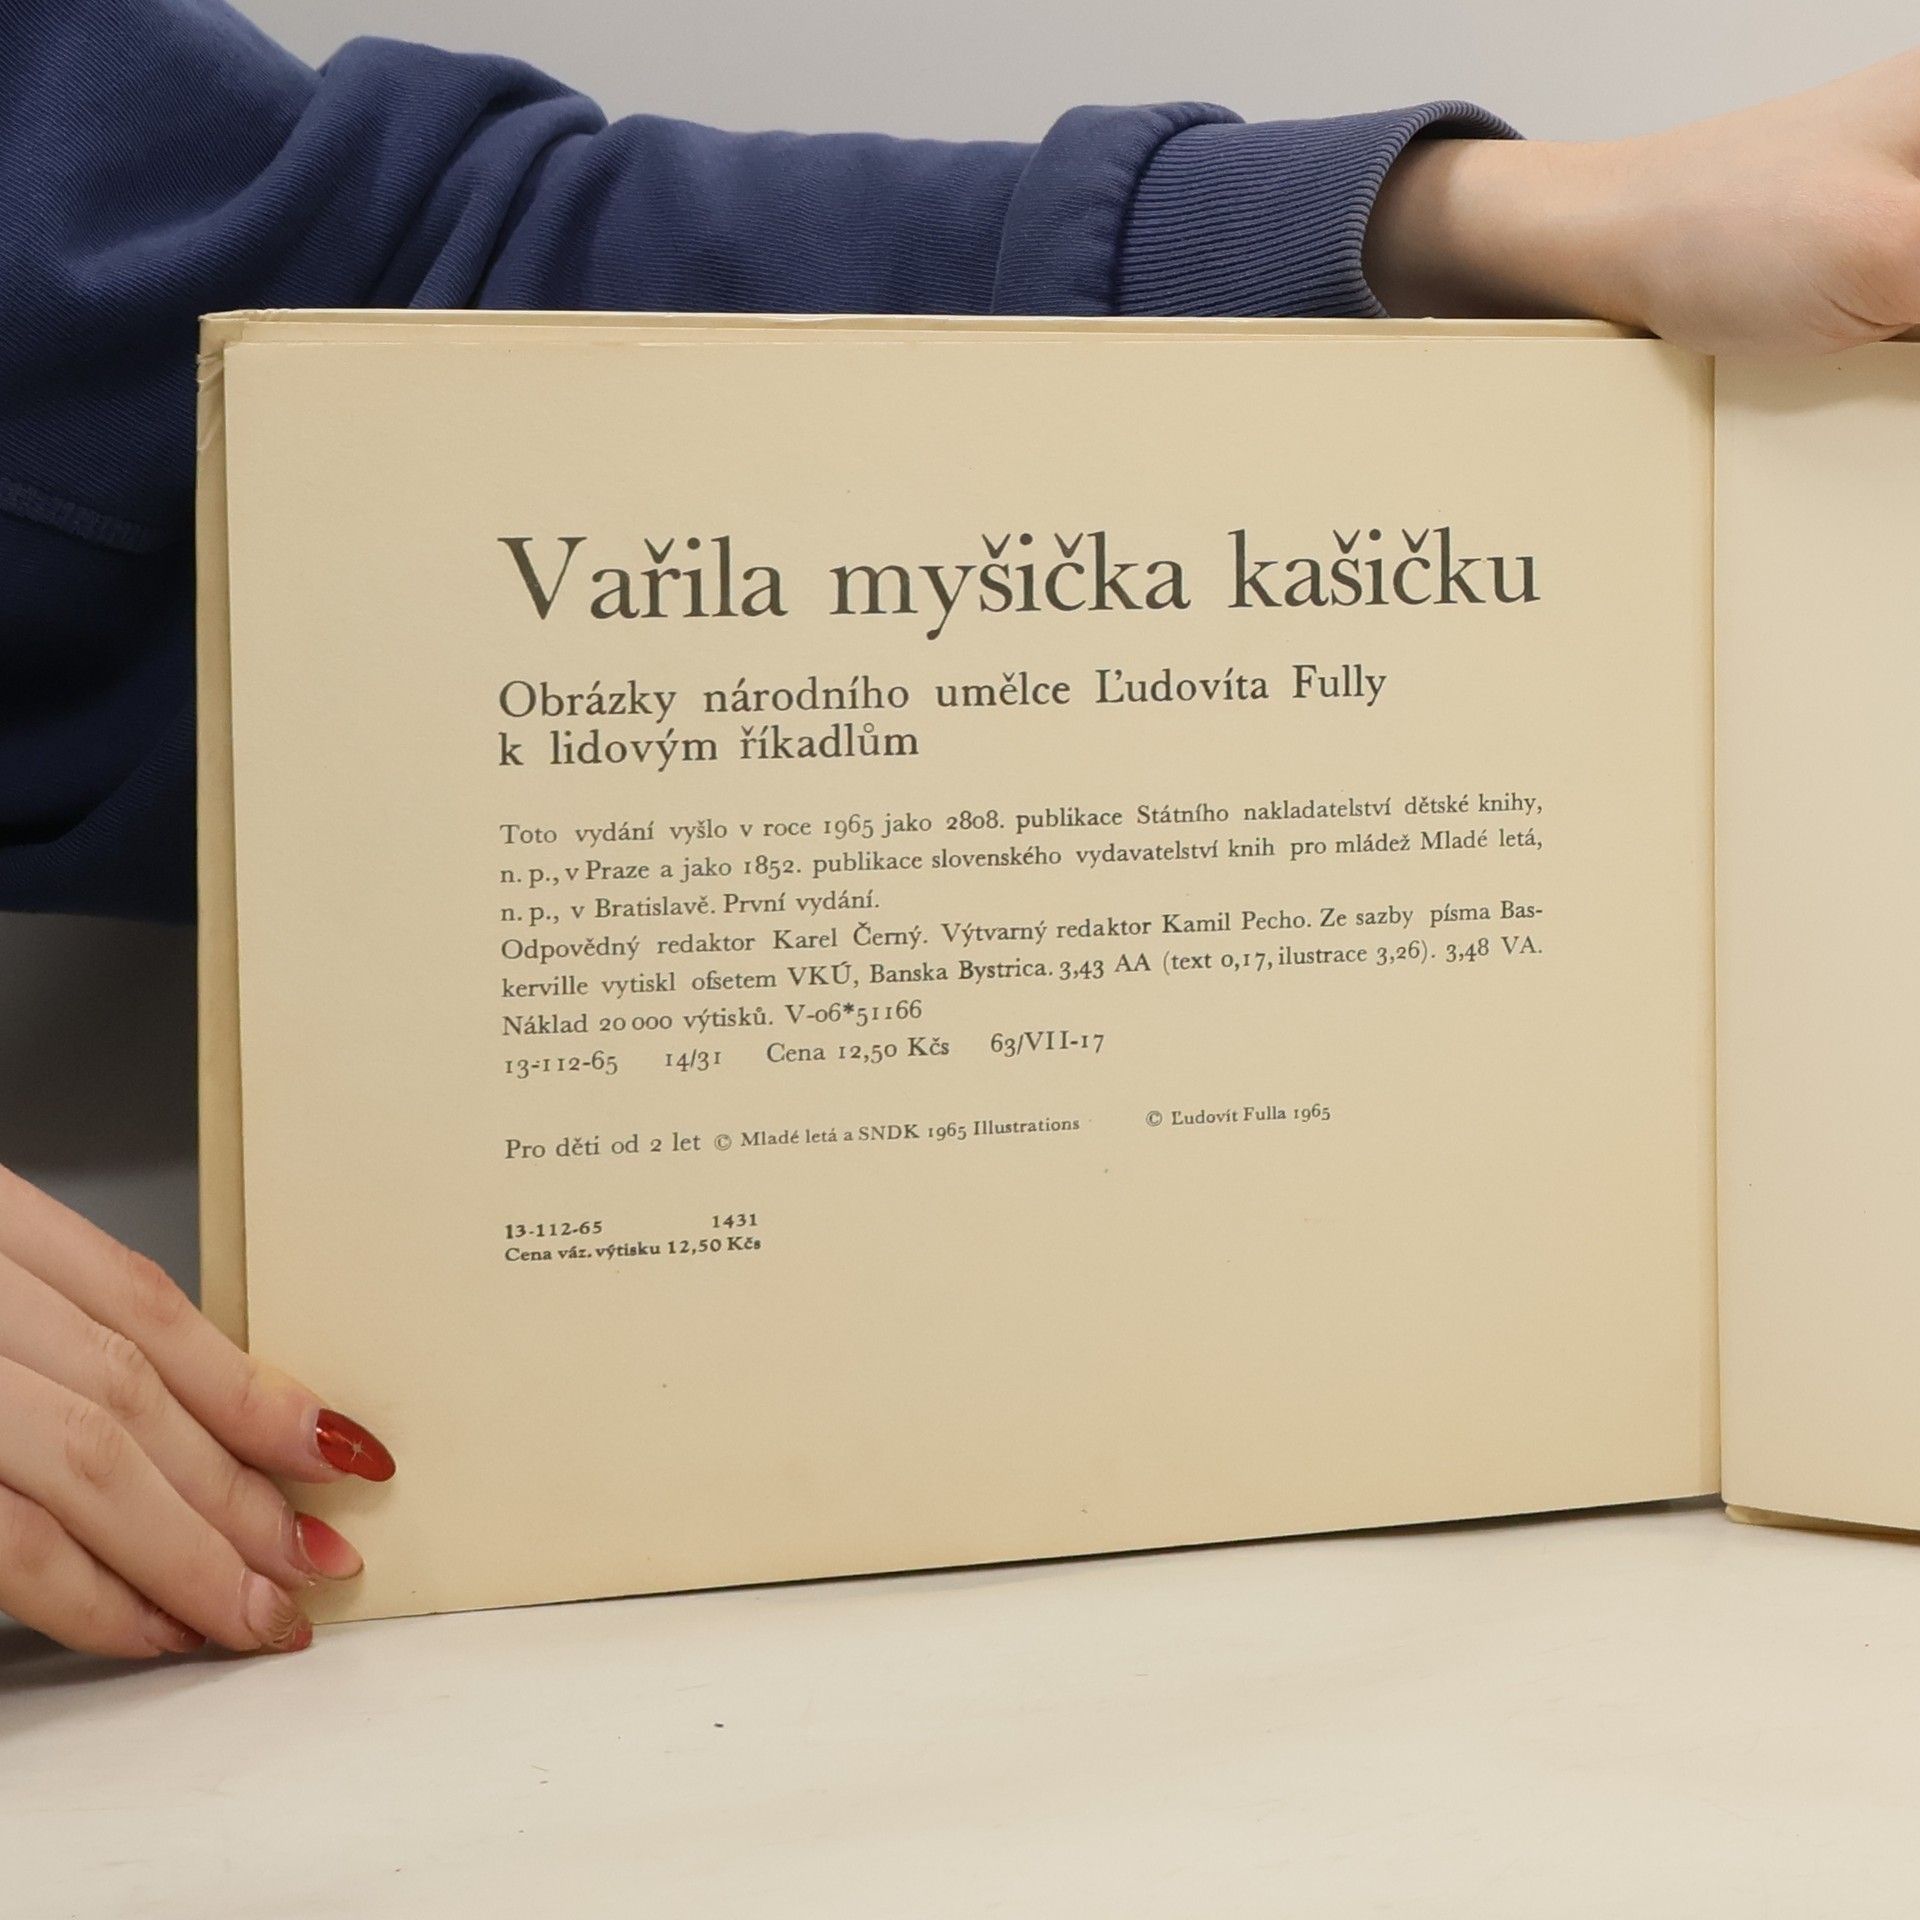 Vařila myšička kašičku
Obrázky národního umělce Ľudovíta Fully
k lidovým říkadlům
Toto vydání vyšlo v roce 1965 jako 2808. publikace Státního nakladatelství dětské knihy,
n. p., v Praze a jako 1852. publikace slovenského vydavatelství knih pro mládež Mladé letá,
n. p., v Bratislavě. První vydání.
Odpovědný redaktor Karel Černý. Výtvarný redaktor Kamil Pecho. Ze sazby písma Bas-
kerville vytiskl ofsetem VKÚ, Banska Bystrica. 3,43 AA (text 0,17, ilustrace 3,26). 3,48 VA.
Náklad 20 000 výtisků. V-06*51166
13-112-65 14/31 Cena 12,50 Kčs 63/VII-17
Pro děti od 2 let © Mladé letá a SNDK 1965 Illustrations © Ľudovít Fulla 1965
13-112-65 1431
Cena váz. výtisku 12,50 Kčs